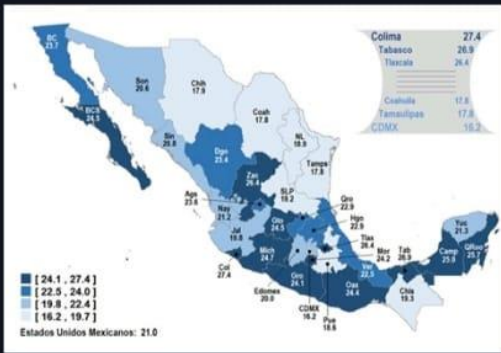 BC
23.7
Son
20.6
Chih
17.9
Coah
17.8
BCS
24.5
Sin
20.8
Dgo
23.4
NL
18.9
Tamps
17.8
Zac
26.4
SLP
18.2
Ags
23.6
Nay
21.2
Jal
19.8
Gto
24.5
Qro
22.9
Hgo
22.9
Tlax
26.4
Mor
24.2
Tab
26.9
Yuc
21.3
Camp
25.8
QRoo
25.7
Col
27.4
Mich
24.7
Edomex
20.0
Gro
24.1
CDMX
16.2
Pue
18.6
Oax
24.4
Ver
22.5
Chis
19.3
Colima 27.4
Tabasco 26.9
Tlaxcala 26.4
Coahuila 17.8
Tamaulipas 17.8
CDMX 16.2
[ 24.1 , 27.4 ]
[ 22.5 , 24.0 ]
[ 19.8 , 22.4 ]
[ 16.2 , 19.7 ]
Estados Unidos Mexicanos: 21.0